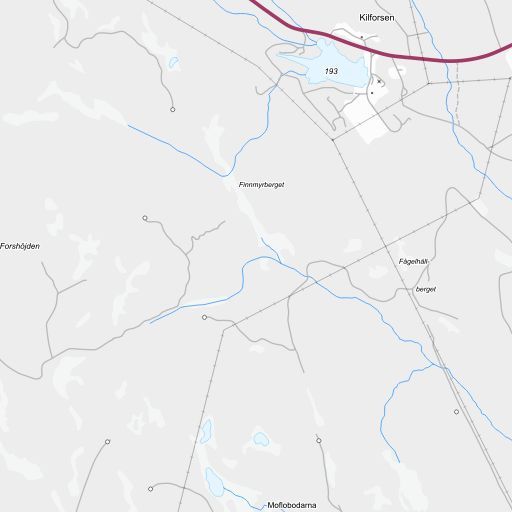 Kilforsen
193
Finnmyrberget
Forshöjden
Fågelhäll-
berget
Moflobodarna